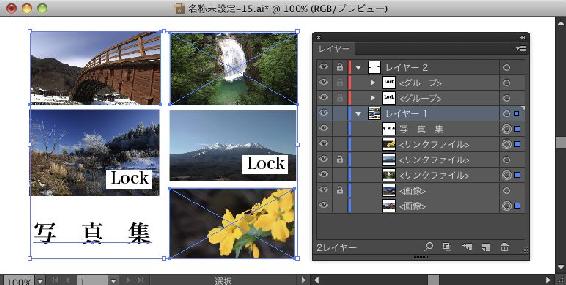 名称未設定-15.ai* @ 100% (RGB/プレビュー)
レイヤー
レイヤー 2
<グループ>
<グループ>
レイヤー 1
写 真 集
<リンクファイル>
<リンクファイル>
<リンクファイル>
<画像>
<画像>
2レイヤー
Lock
Lock
写 真 集
100%
1
選択